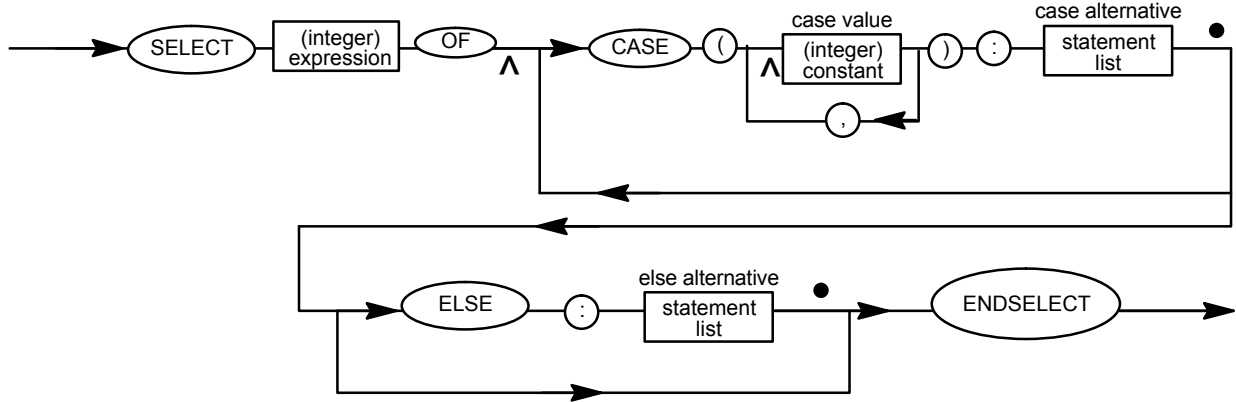 case value
case alternative
SELECT
(integer)
expression
OF
^
CASE
(
^
(integer)
constant
)
:
statement
list
•
,
else alternative
ELSE
:
statement
list
•
ENDSELECT